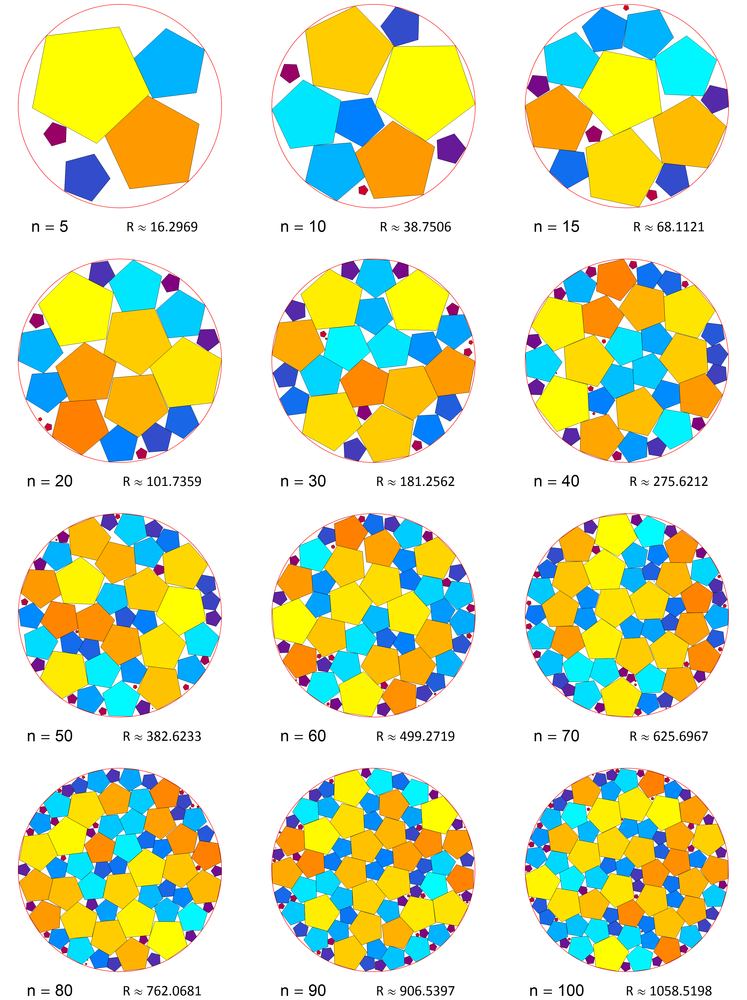 n = 5 R ≈ 16.2969 n = 10 R ≈ 38.7506 n = 15 R ≈ 68.1121
n = 20 R ≈ 101.7359 n = 30 R ≈ 181.2562 n = 40 R ≈ 275.6212
n = 50 R ≈ 382.6233 n = 60 R ≈ 499.2719 n = 70 R ≈ 625.6967
n = 80 R ≈ 762.0681 n = 90 R ≈ 906.5397 n = 100 R ≈ 1058.5198